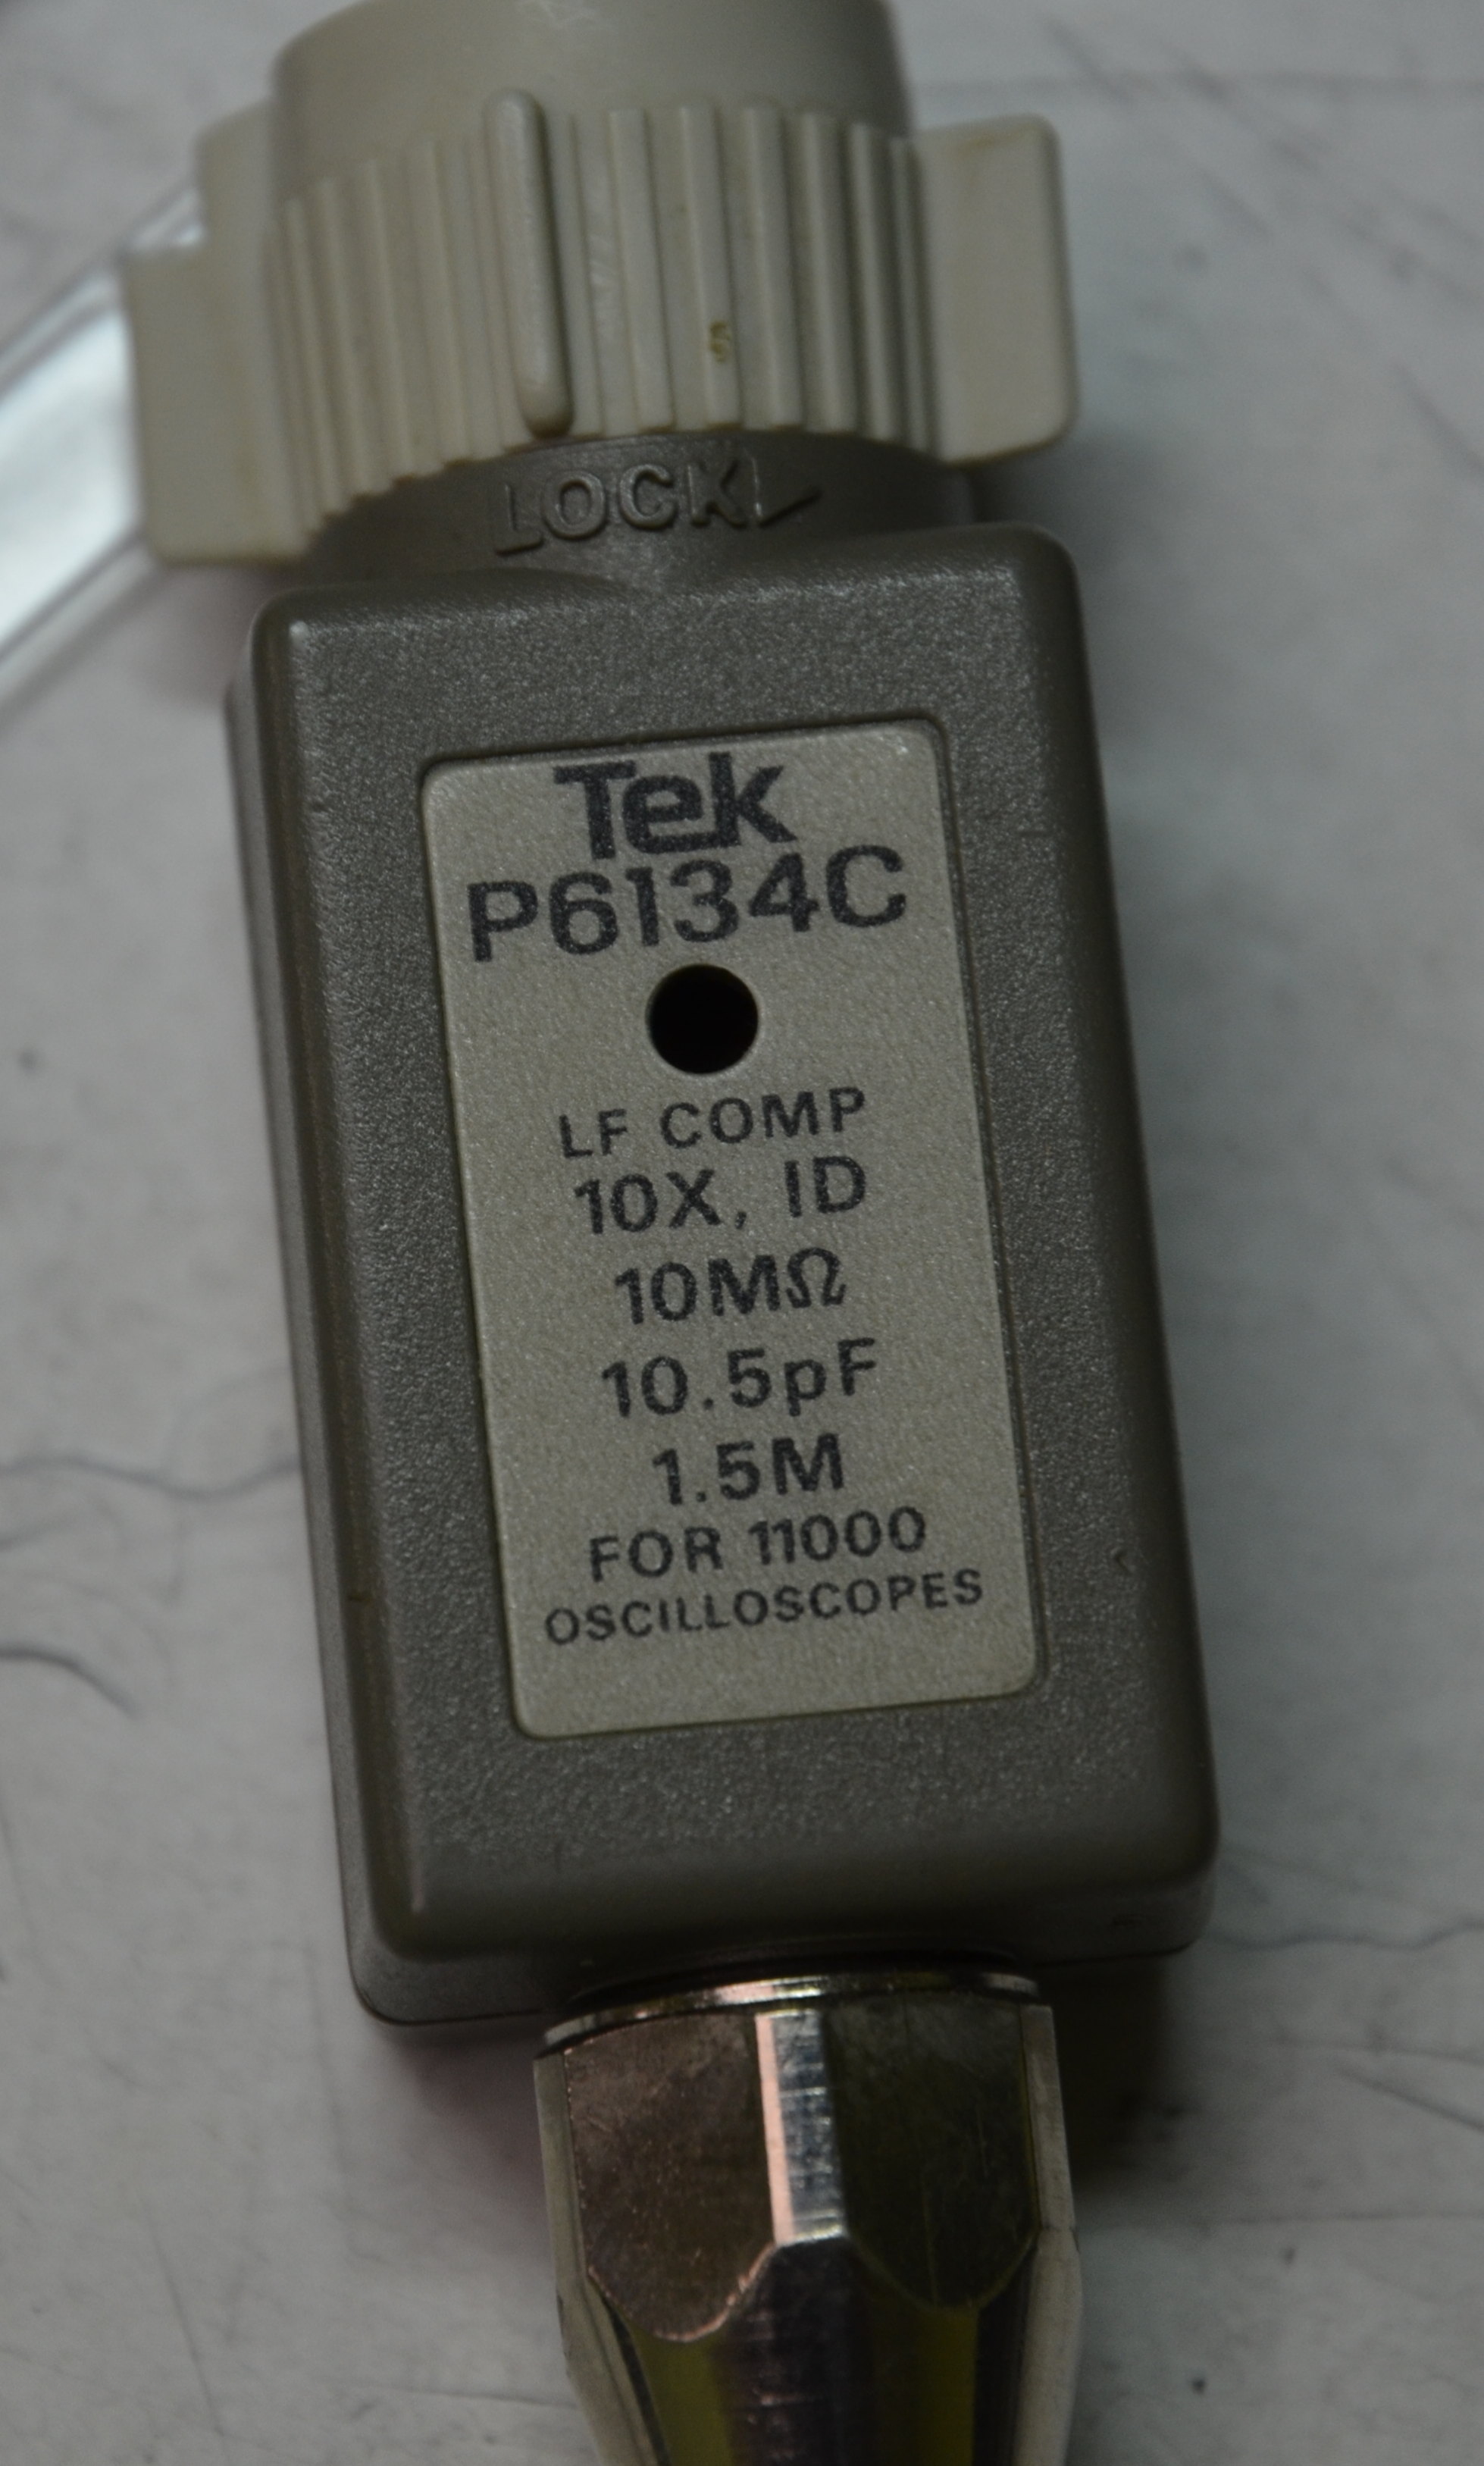 LOCK
Tek
P6134C
LF COMP
10X, ID
10MΩ
10.5pF
1.5M
FOR 11000
OSCILLOSCOPES